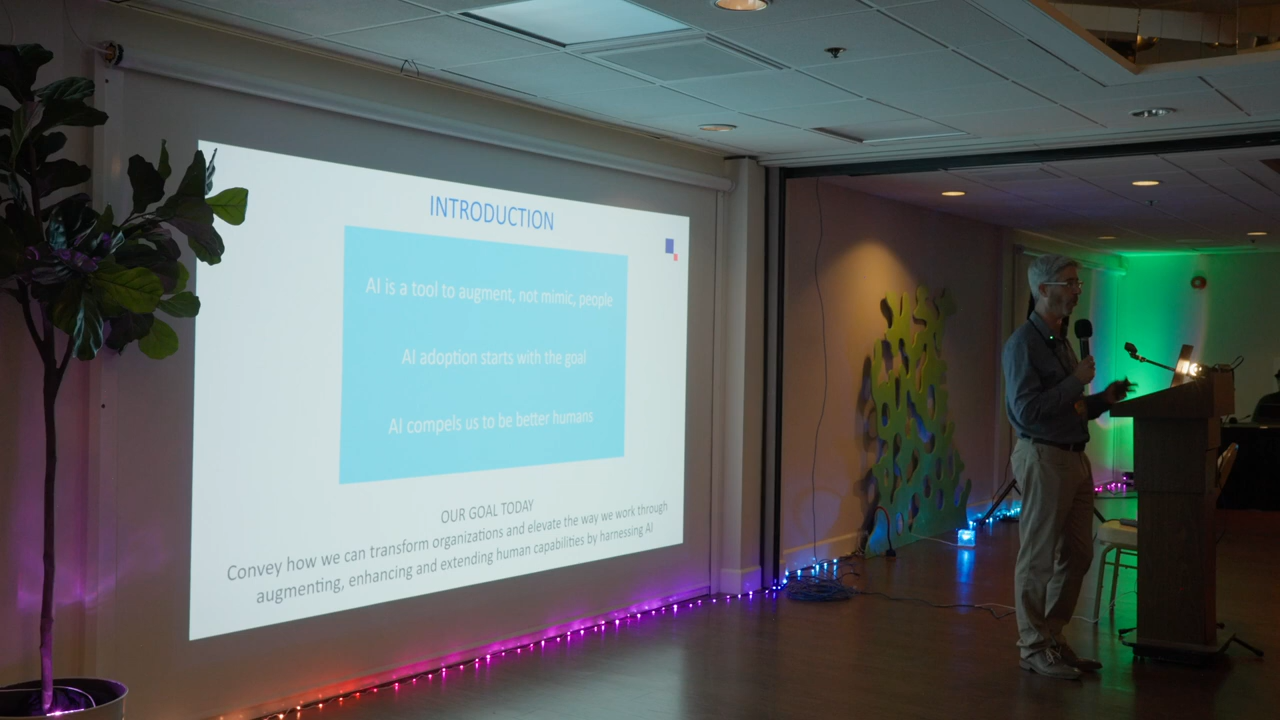 INTRODUCTION
AI is a tool to augment, not mimic, people
AI adoption starts with the goal
AI compels us to be better humans
OUR GOAL TODAY
Convey how we can transform organizations and elevate the way we work through
augmenting, enhancing and extending human capabilities by harnessing AI